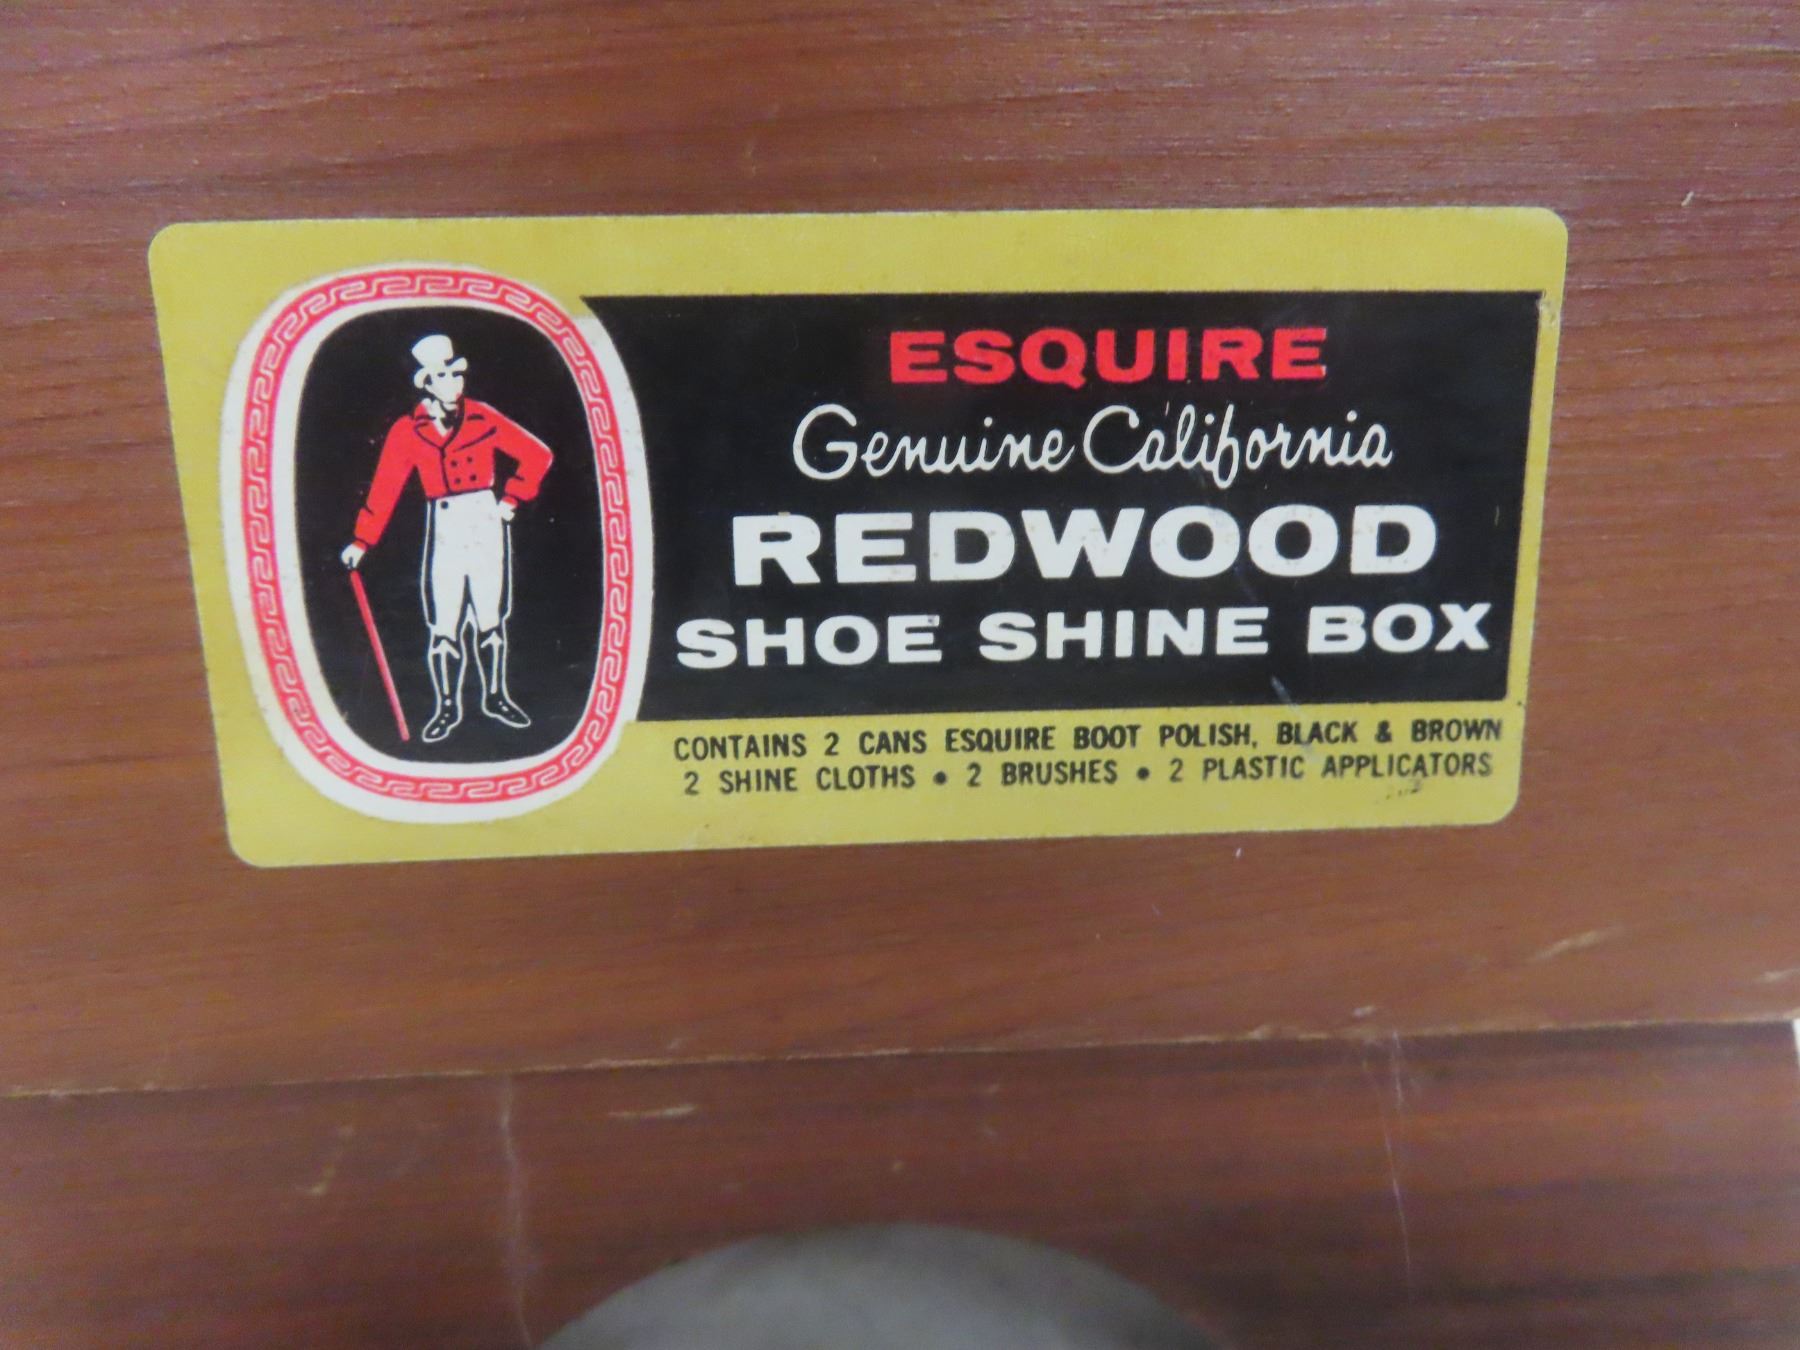 ESQUIRE
Genuine California
REDWOOD
SHOE SHINE BOX
CONTAINS 2 CANS ESQUIRE BOOT POLISH, BLACK & BROWN
2 SHINE CLOTHS • 2 BRUSHES • 2 PLASTIC APPLICATORS